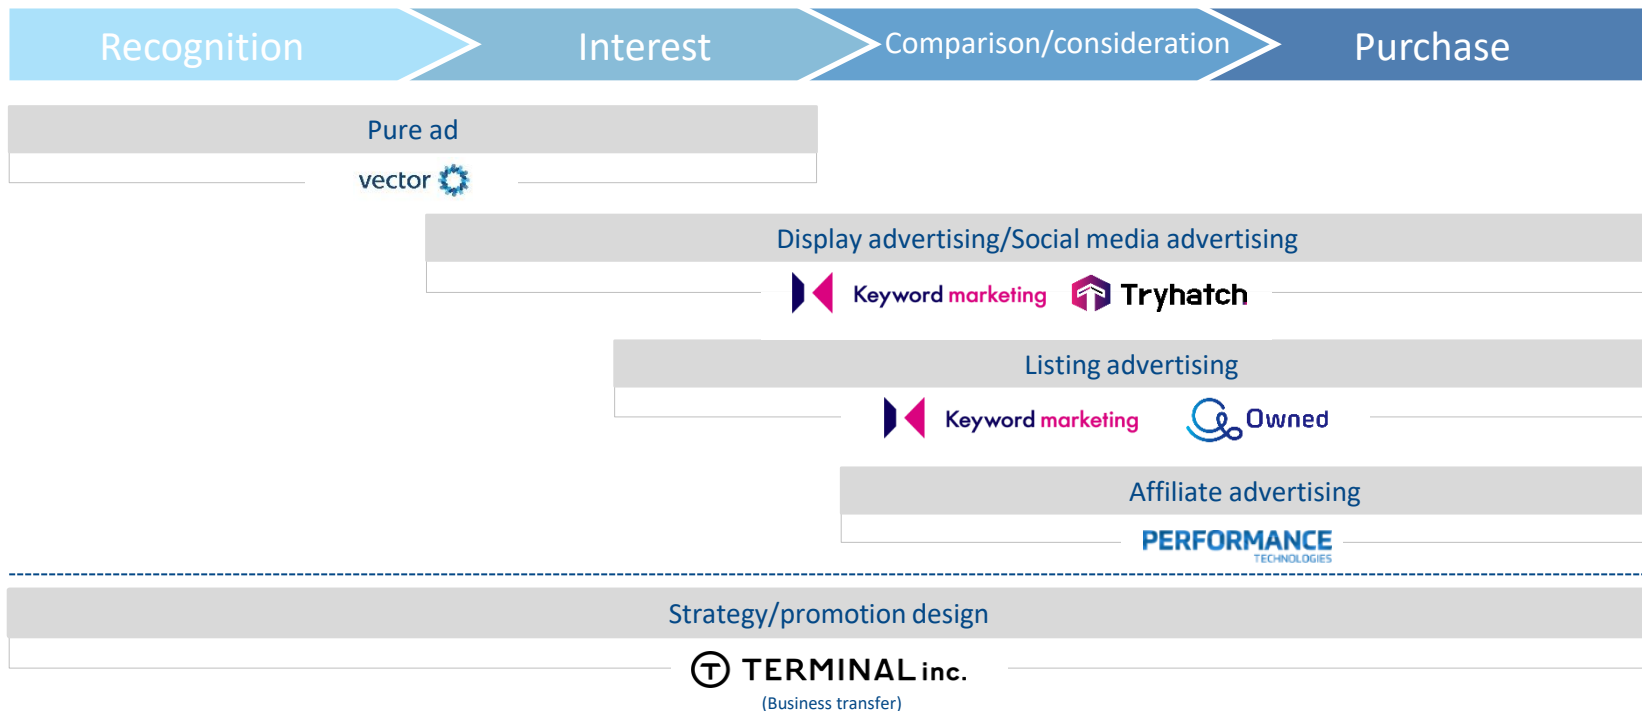 Recognition
Interest
Comparison/consideration
Purchase
Pure ad
vector
Display advertising/Social media advertising
Keyword marketing
Tryhatch
Listing advertising
Keyword marketing
Owned
Affiliate advertising
PERFORMANCE
TECHNOLOGIES
Strategy/promotion design
TERMINAL inc.
(Business transfer)